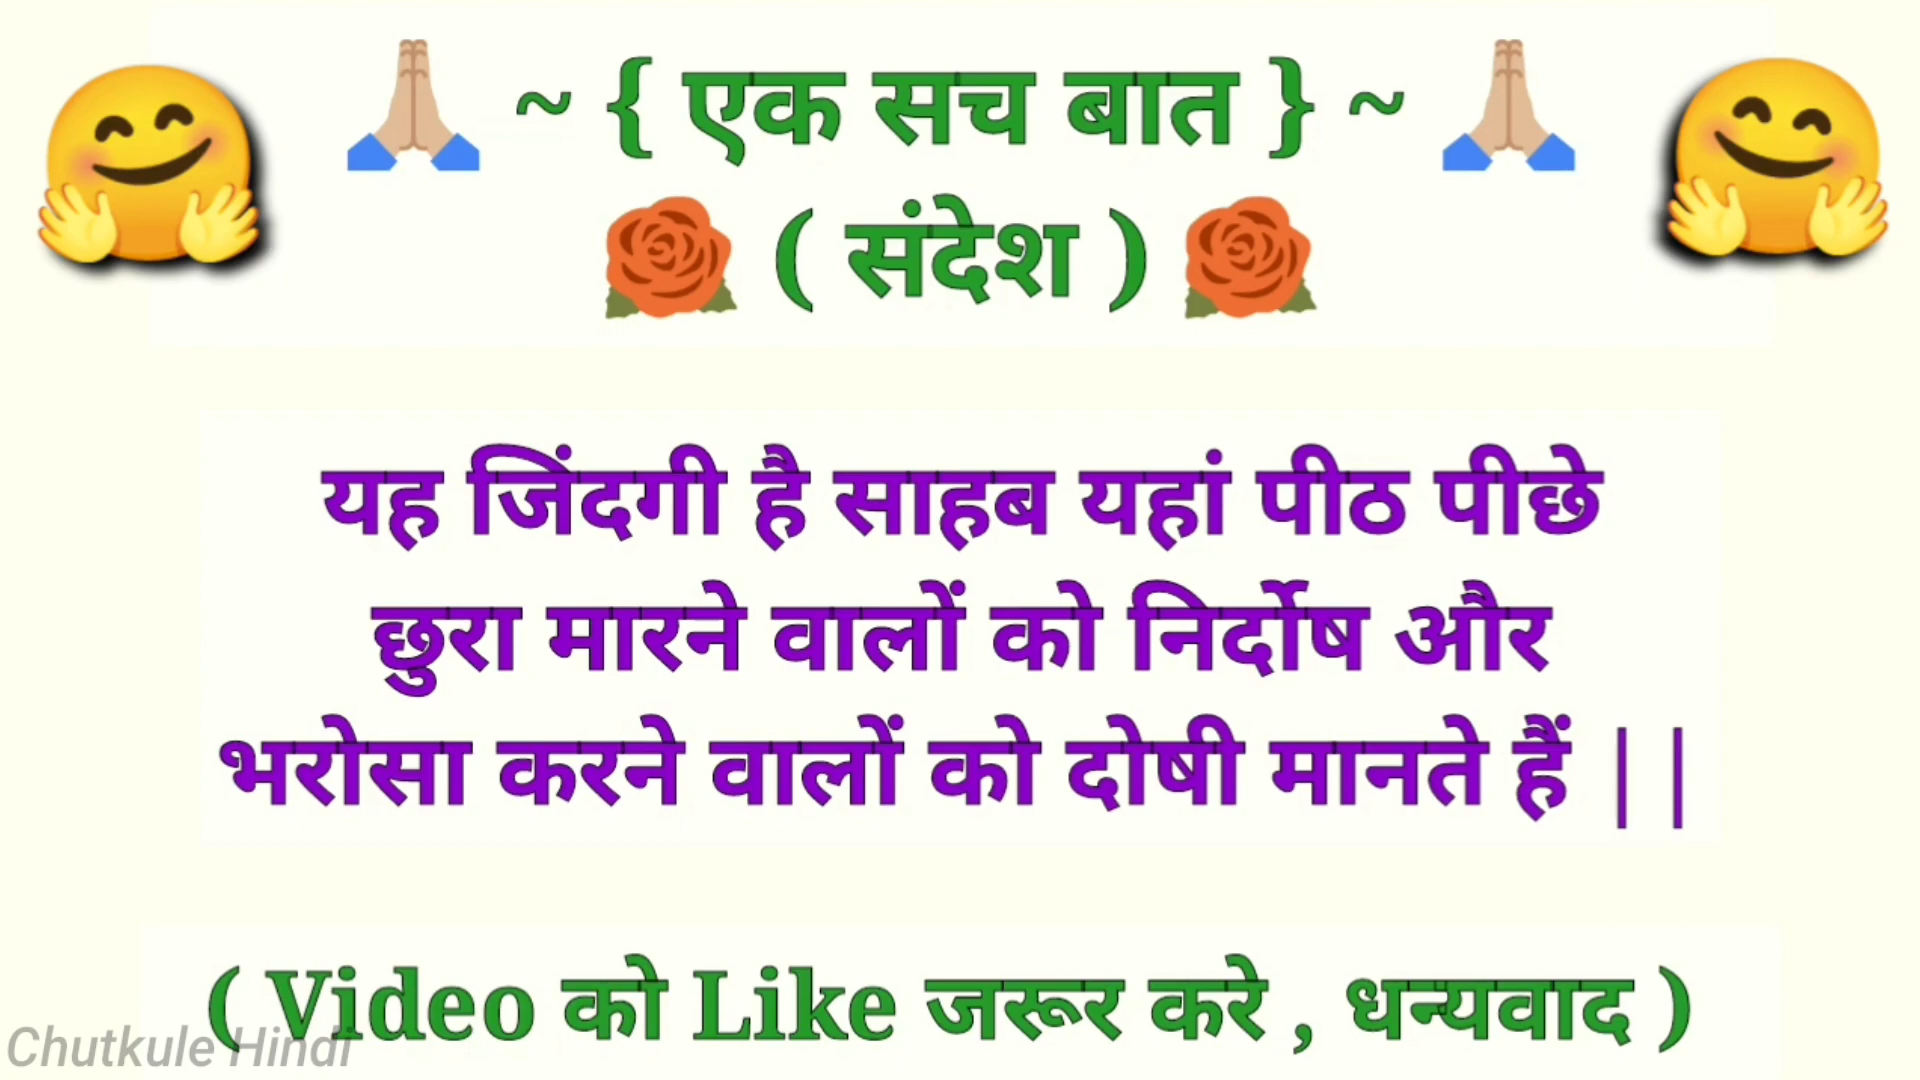 ~ { एक सच बात } ~
( संदेश )
यह जिंदगी है साहब यहां पीठ पीछे
छुरा मारने वालों को निर्दोष और
भरोसा करने वालों को दोषी मानते हैं ||
( Video को Like जरूर करे , धन्यवाद )
Chutkule Hindi